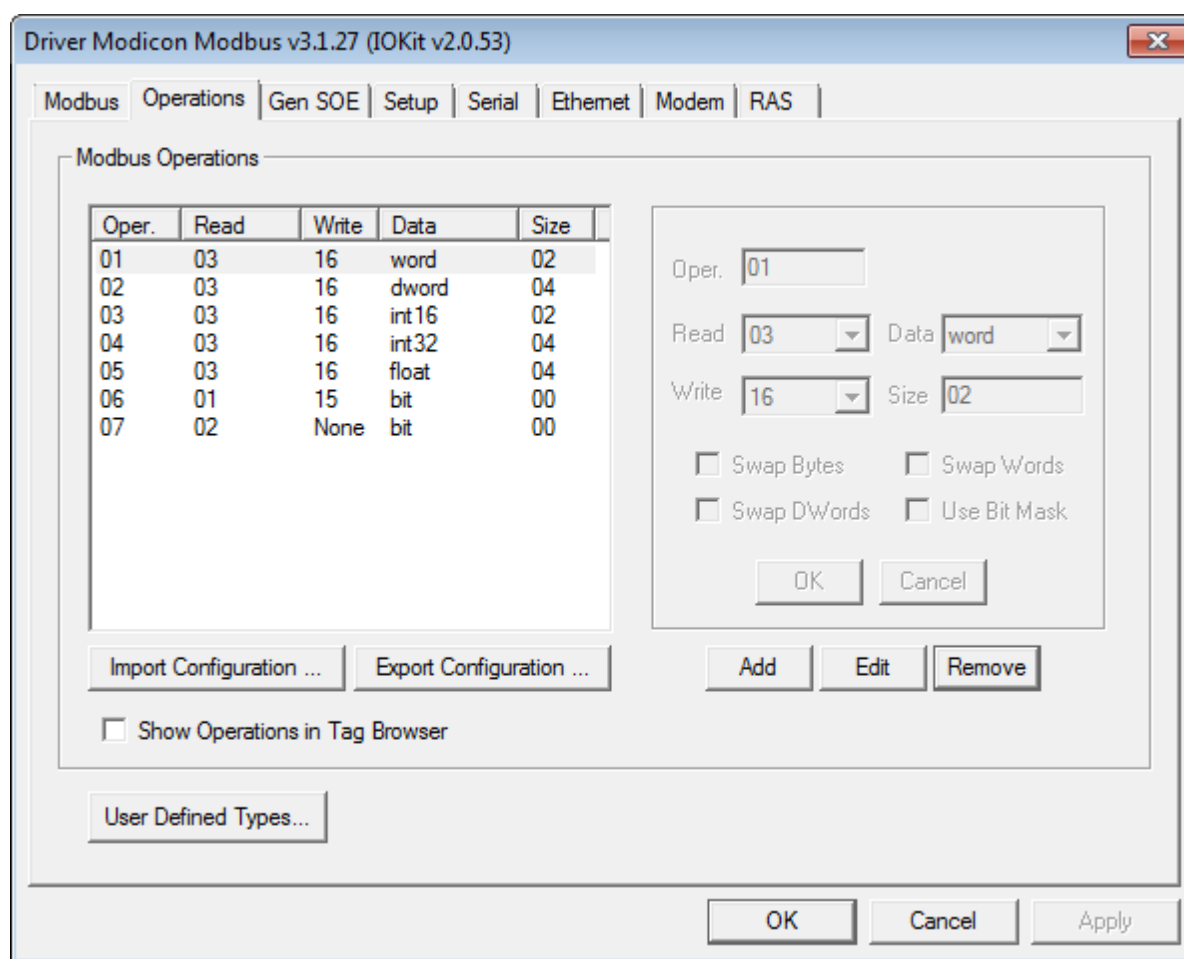 Driver Modicon Modbus v3.1.27 (IOKit v2.0.53)
Modbus Operations Gen SOE Setup Serial Ethernet Modem RAS
Modbus Operations
Oper. Read Write Data Size
01 03 16 word 02
02 03 16 dword 04
03 03 16 int16 02
04 03 16 int32 04
05 03 16 float 04
06 01 15 bit 00
07 02 None bit 00
Oper. 01
Read 03 Data word
Write 16 Size 02
Swap Bytes Swap Words
Swap DWords Use Bit Mask
OK Cancel
Import Configuration ... Export Configuration ... Add Edit Remove
Show Operations in Tag Browser
User Defined Types...
OK Cancel Apply